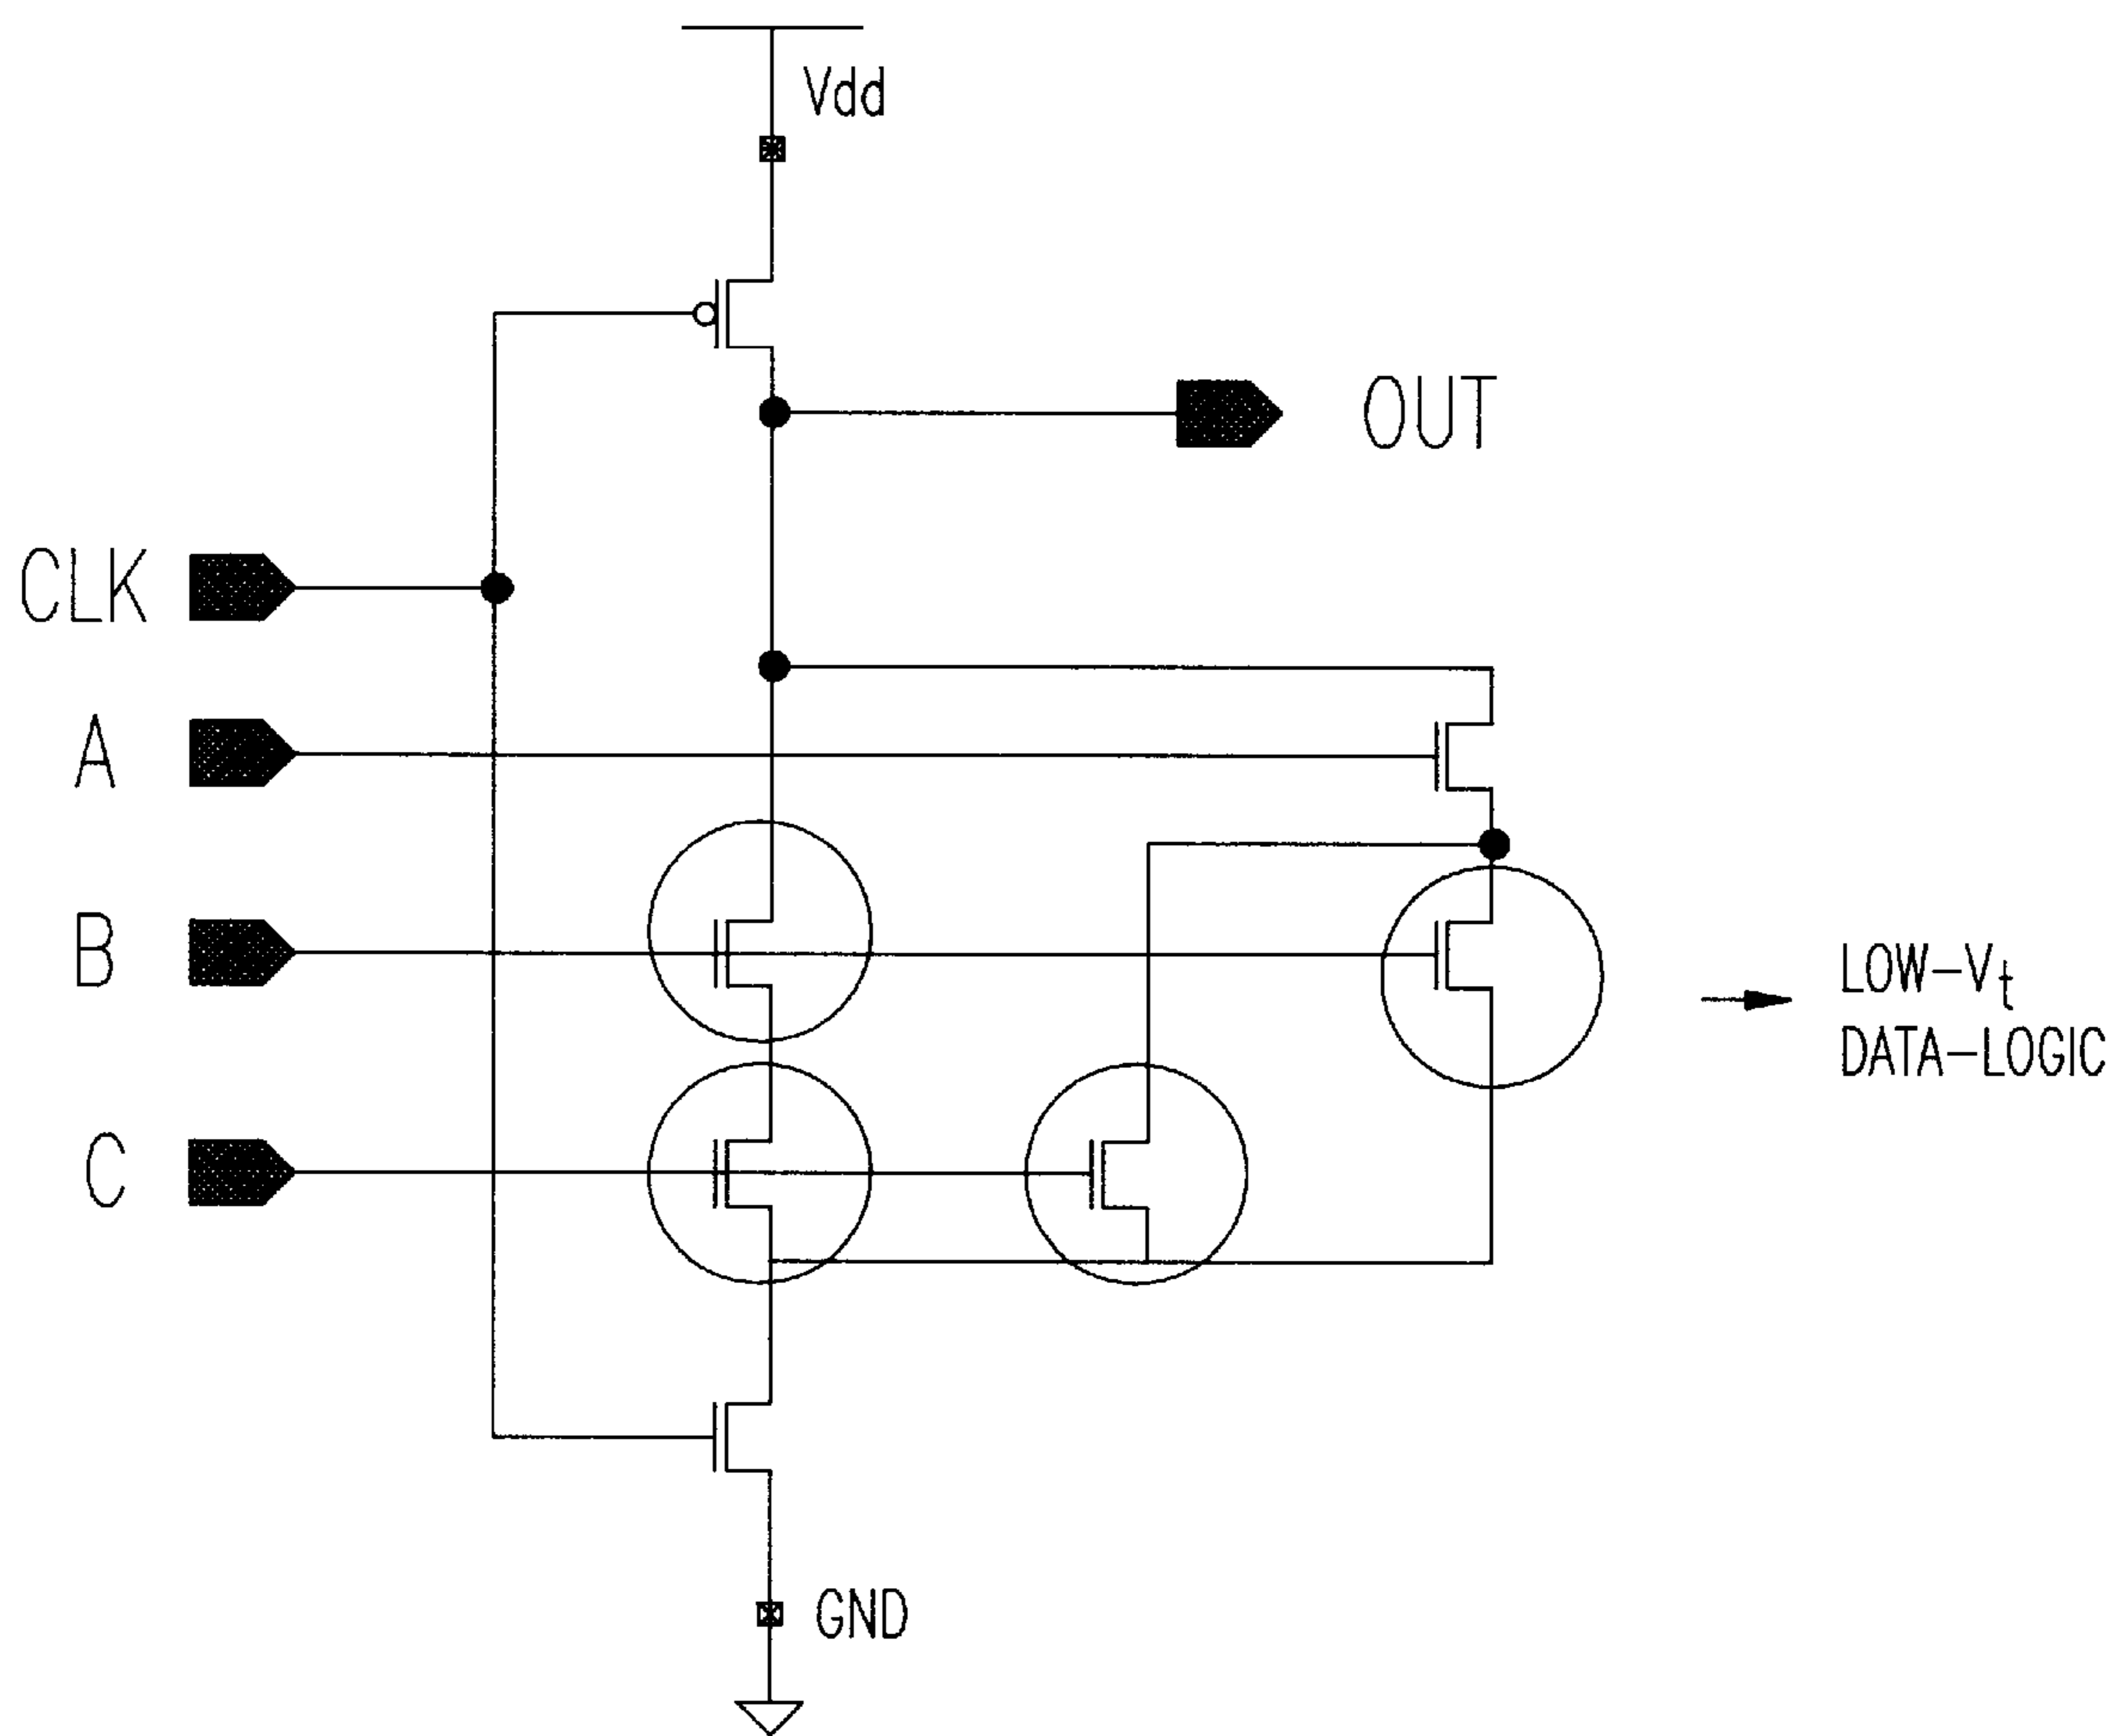 Vdd
OUT
CLK
A
B
LOW-Vt
DATA-LOGIC
C
GND